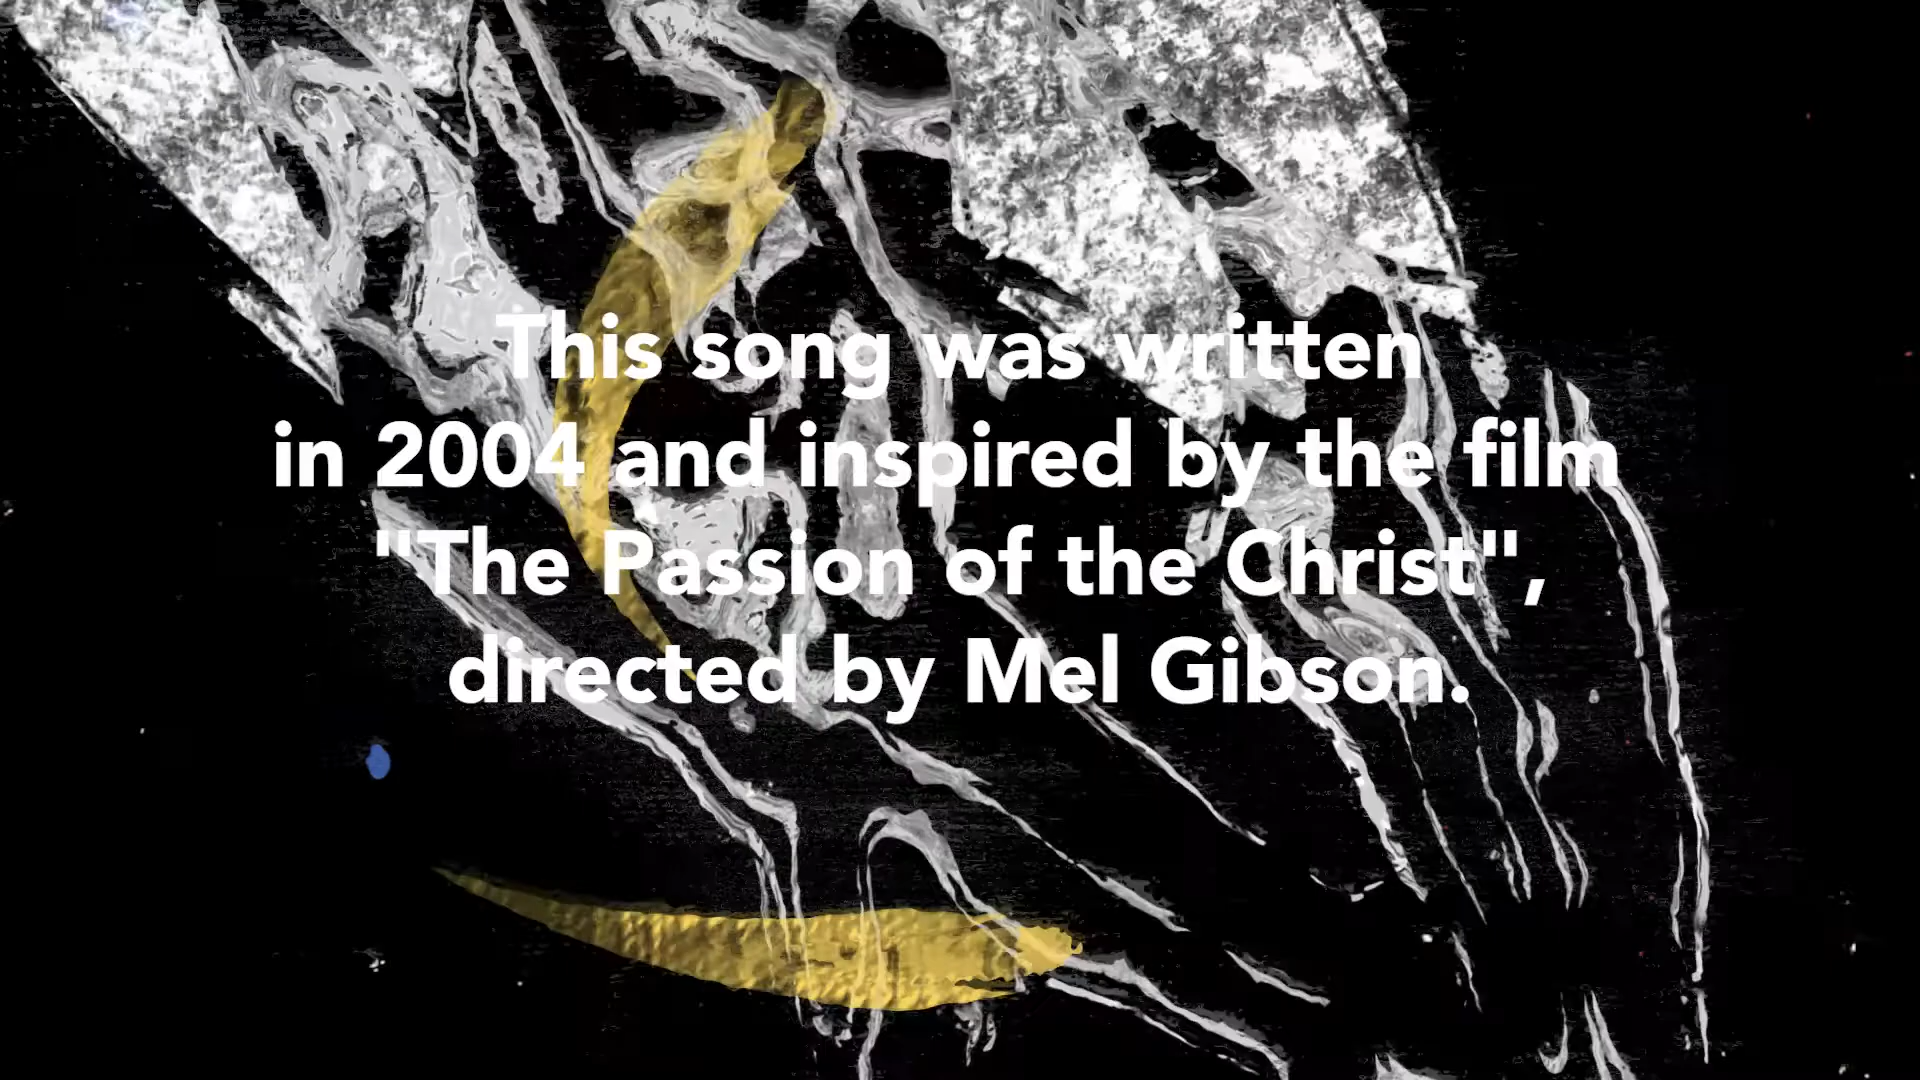 This song was written
in 2004 and inspired by the film
"The Passion of the Christ",
directed by Mel Gibson.